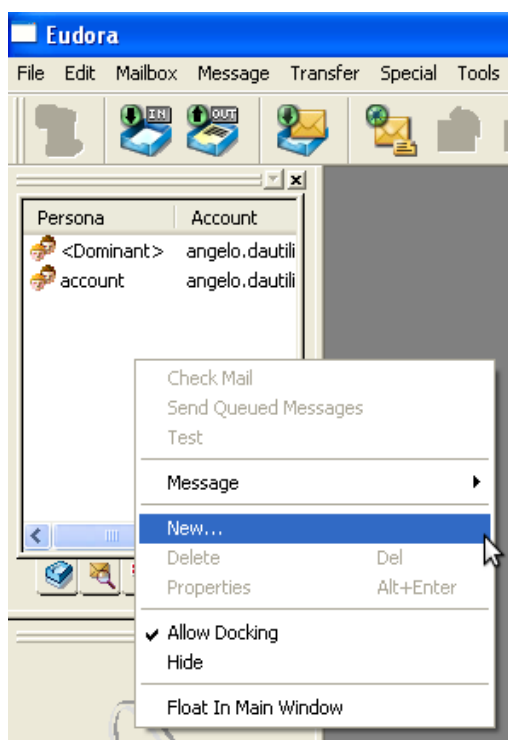 Eudora
File Edit Mailbox Message Transfer Special Tools
IN OUT
Persona Account
<Dominant> angelo.dautili
account angelo.dautili
Check Mail
Send Queued Messages
Test
Message
New...
Delete Del
Properties Alt+Enter
Allow Docking
Hide
Float In Main Window